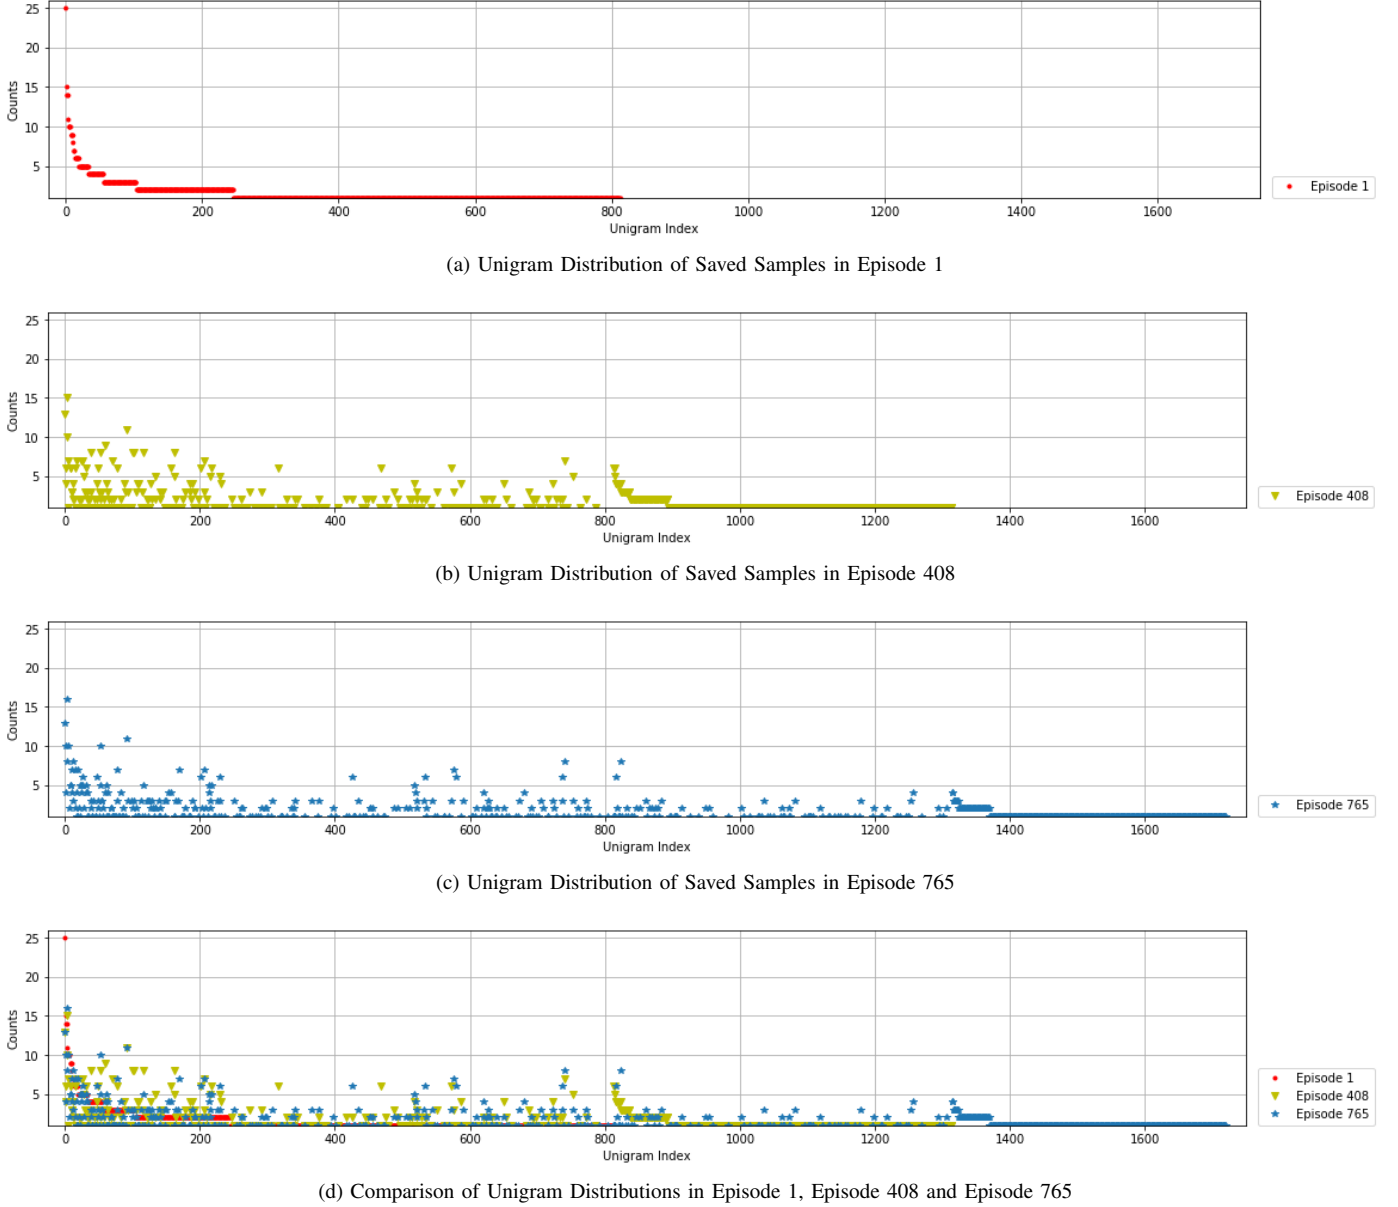 25
20
15
10
5
Counts
0 200 400 600 800 1000 1200 1400 1600
Unigram Index
Episode 1
(a) Unigram Distribution of Saved Samples in Episode 1
25
20
15
10
5
Counts
0 200 400 600 800 1000 1200 1400 1600
Unigram Index
Episode 408
(b) Unigram Distribution of Saved Samples in Episode 408
25
20
15
10
5
Counts
0 200 400 600 800 1000 1200 1400 1600
Unigram Index
Episode 765
(c) Unigram Distribution of Saved Samples in Episode 765
25
20
15
10
5
Counts
0 200 400 600 800 1000 1200 1400 1600
Unigram Index
Episode 1
Episode 408
Episode 765
(d) Comparison of Unigram Distributions in Episode 1, Episode 408 and Episode 765